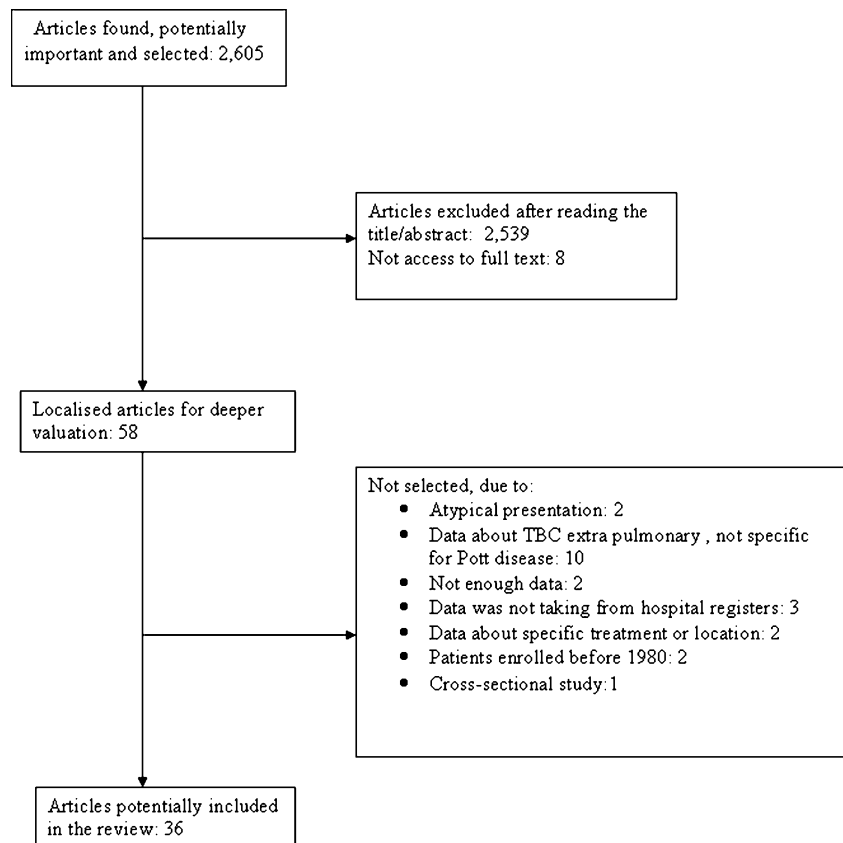 Articles found, potentially
important and selected: 2,605
Articles excluded after reading the
title/abstract: 2,539
Not access to full text: 8
Localised articles for deeper
valuation: 58
Not selected, due to:
• Atypical presentation: 2
• Data about TBC extra pulmonary , not specific
for Pott disease: 10
• Not enough data: 2
• Data was not taking from hospital registers: 3
• Data about specific treatment or location: 2
• Patients enrolled before 1980: 2
• Cross-sectional study: 1
Articles potentially included
in the review: 36